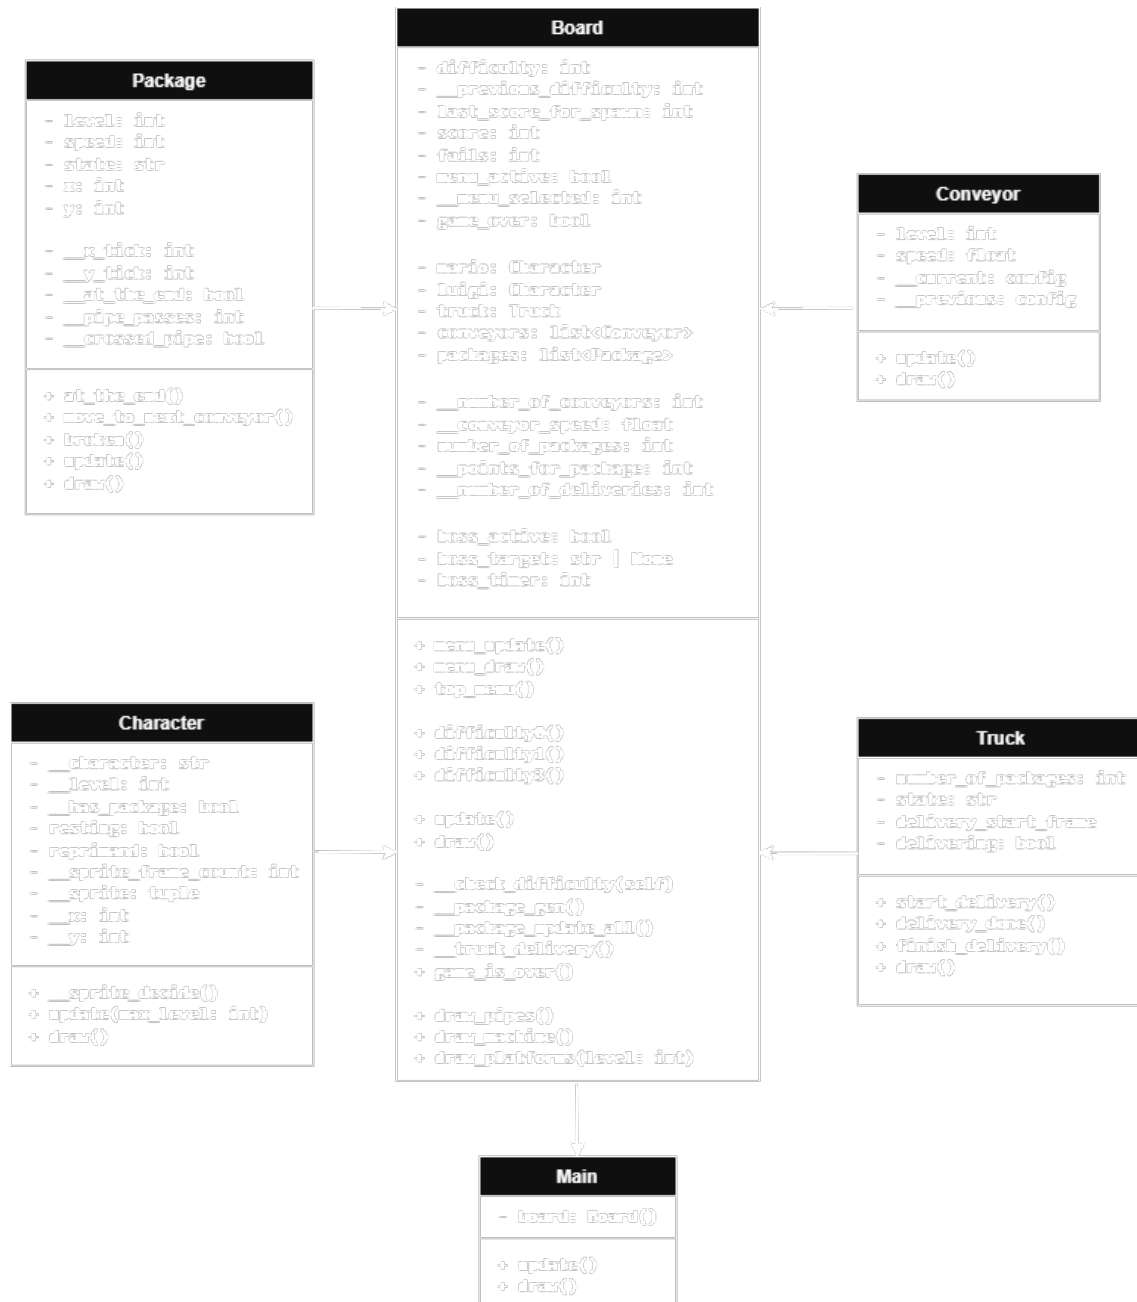 Board
- difficulty: int
- __previous_difficulty: int
- last_score_for_spawn: int
- score: int
- fails: int
- menu_active: bool
- __menu_selected: int
- game_over: bool
- mario: Character
- luigi: Character
- truck: Truck
- conveyors: list<Conveyor>
- packages: list<Package>
- __number_of_conveyors: int
- __conveyor_speed: float
- number_of_packages: int
- __points_for_package: int
- __number_of_deliveries: int
- boss_active: bool
- boss_target: str | None
- boss_timer: int
+ menu_update()
+ menu_draw()
+ top_menu()
+ difficulty0()
+ difficulty1()
+ difficulty3()
+ update()
+ draw()
- __check_difficulty(self)
- __package_gen()
- __package_update_all()
- __truck_delivery()
+ game_is_over()
+ draw_pipes()
+ draw_machine()
+ draw_platforms(level: int)
Package
- level: int
- speed: int
- state: str
- x: int
- y: int
- __x_tick: int
- __y_tick: int
- __at_the_end: bool
- __pipe_passes: int
- __crossed_pipe: bool
+ at_the_end()
+ move_to_next_conveyor()
+ broken()
+ update()
+ draw()
Conveyor
- level: int
- speed: float
- __current: config
- __previous: config
+ update()
+ draw()
Character
- __character: str
- __level: int
- __has_package: bool
- resting: bool
- reprimand: bool
- __sprite_frame_count: int
- __sprite: tuple
- __x: int
- __y: int
+ __sprite_decide()
+ update(max_level: int)
+ draw()
Truck
- number_of_packages: int
- state: str
- delivery_start_frame
- delivering: bool
+ start_delivery()
+ delivery_done()
+ finish_delivery()
+ draw()
Main
- board: Board()
+ update()
+ draw()